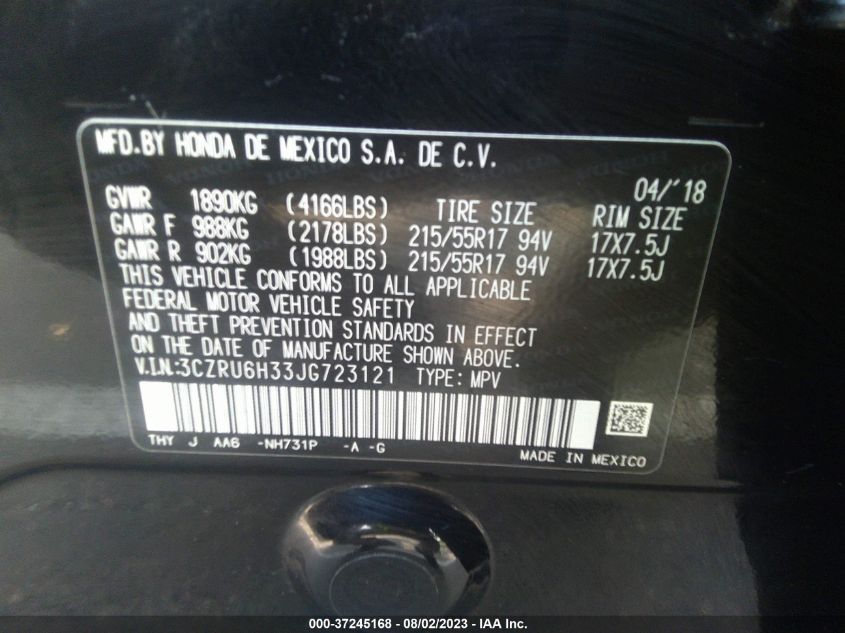 MFD.BY HONDA DE MEXICO S.A. DE C.V.
04/'18
GVWR 1890KG (4166LBS) TIRE SIZE RIM SIZE
GAWR F 988KG (2178LBS) 215/55R17 94V 17X7.5J
GAWR R 902KG (1988LBS) 215/55R17 94V 17X7.5J
THIS VEHICLE CONFORMS TO ALL APPLICABLE
FEDERAL MOTOR VEHICLE SAFETY
AND THEFT PREVENTION STANDARDS IN EFFECT
ON THE DATE OF MANUFACTURE SHOWN ABOVE.
V.I.N.:3CZRU6H33JG723121 TYPE: MPV
THY J AA6 -NH731P -A -G
MADE IN MEXICO
000-37245168 - 08/02/2023 - IAA Inc.